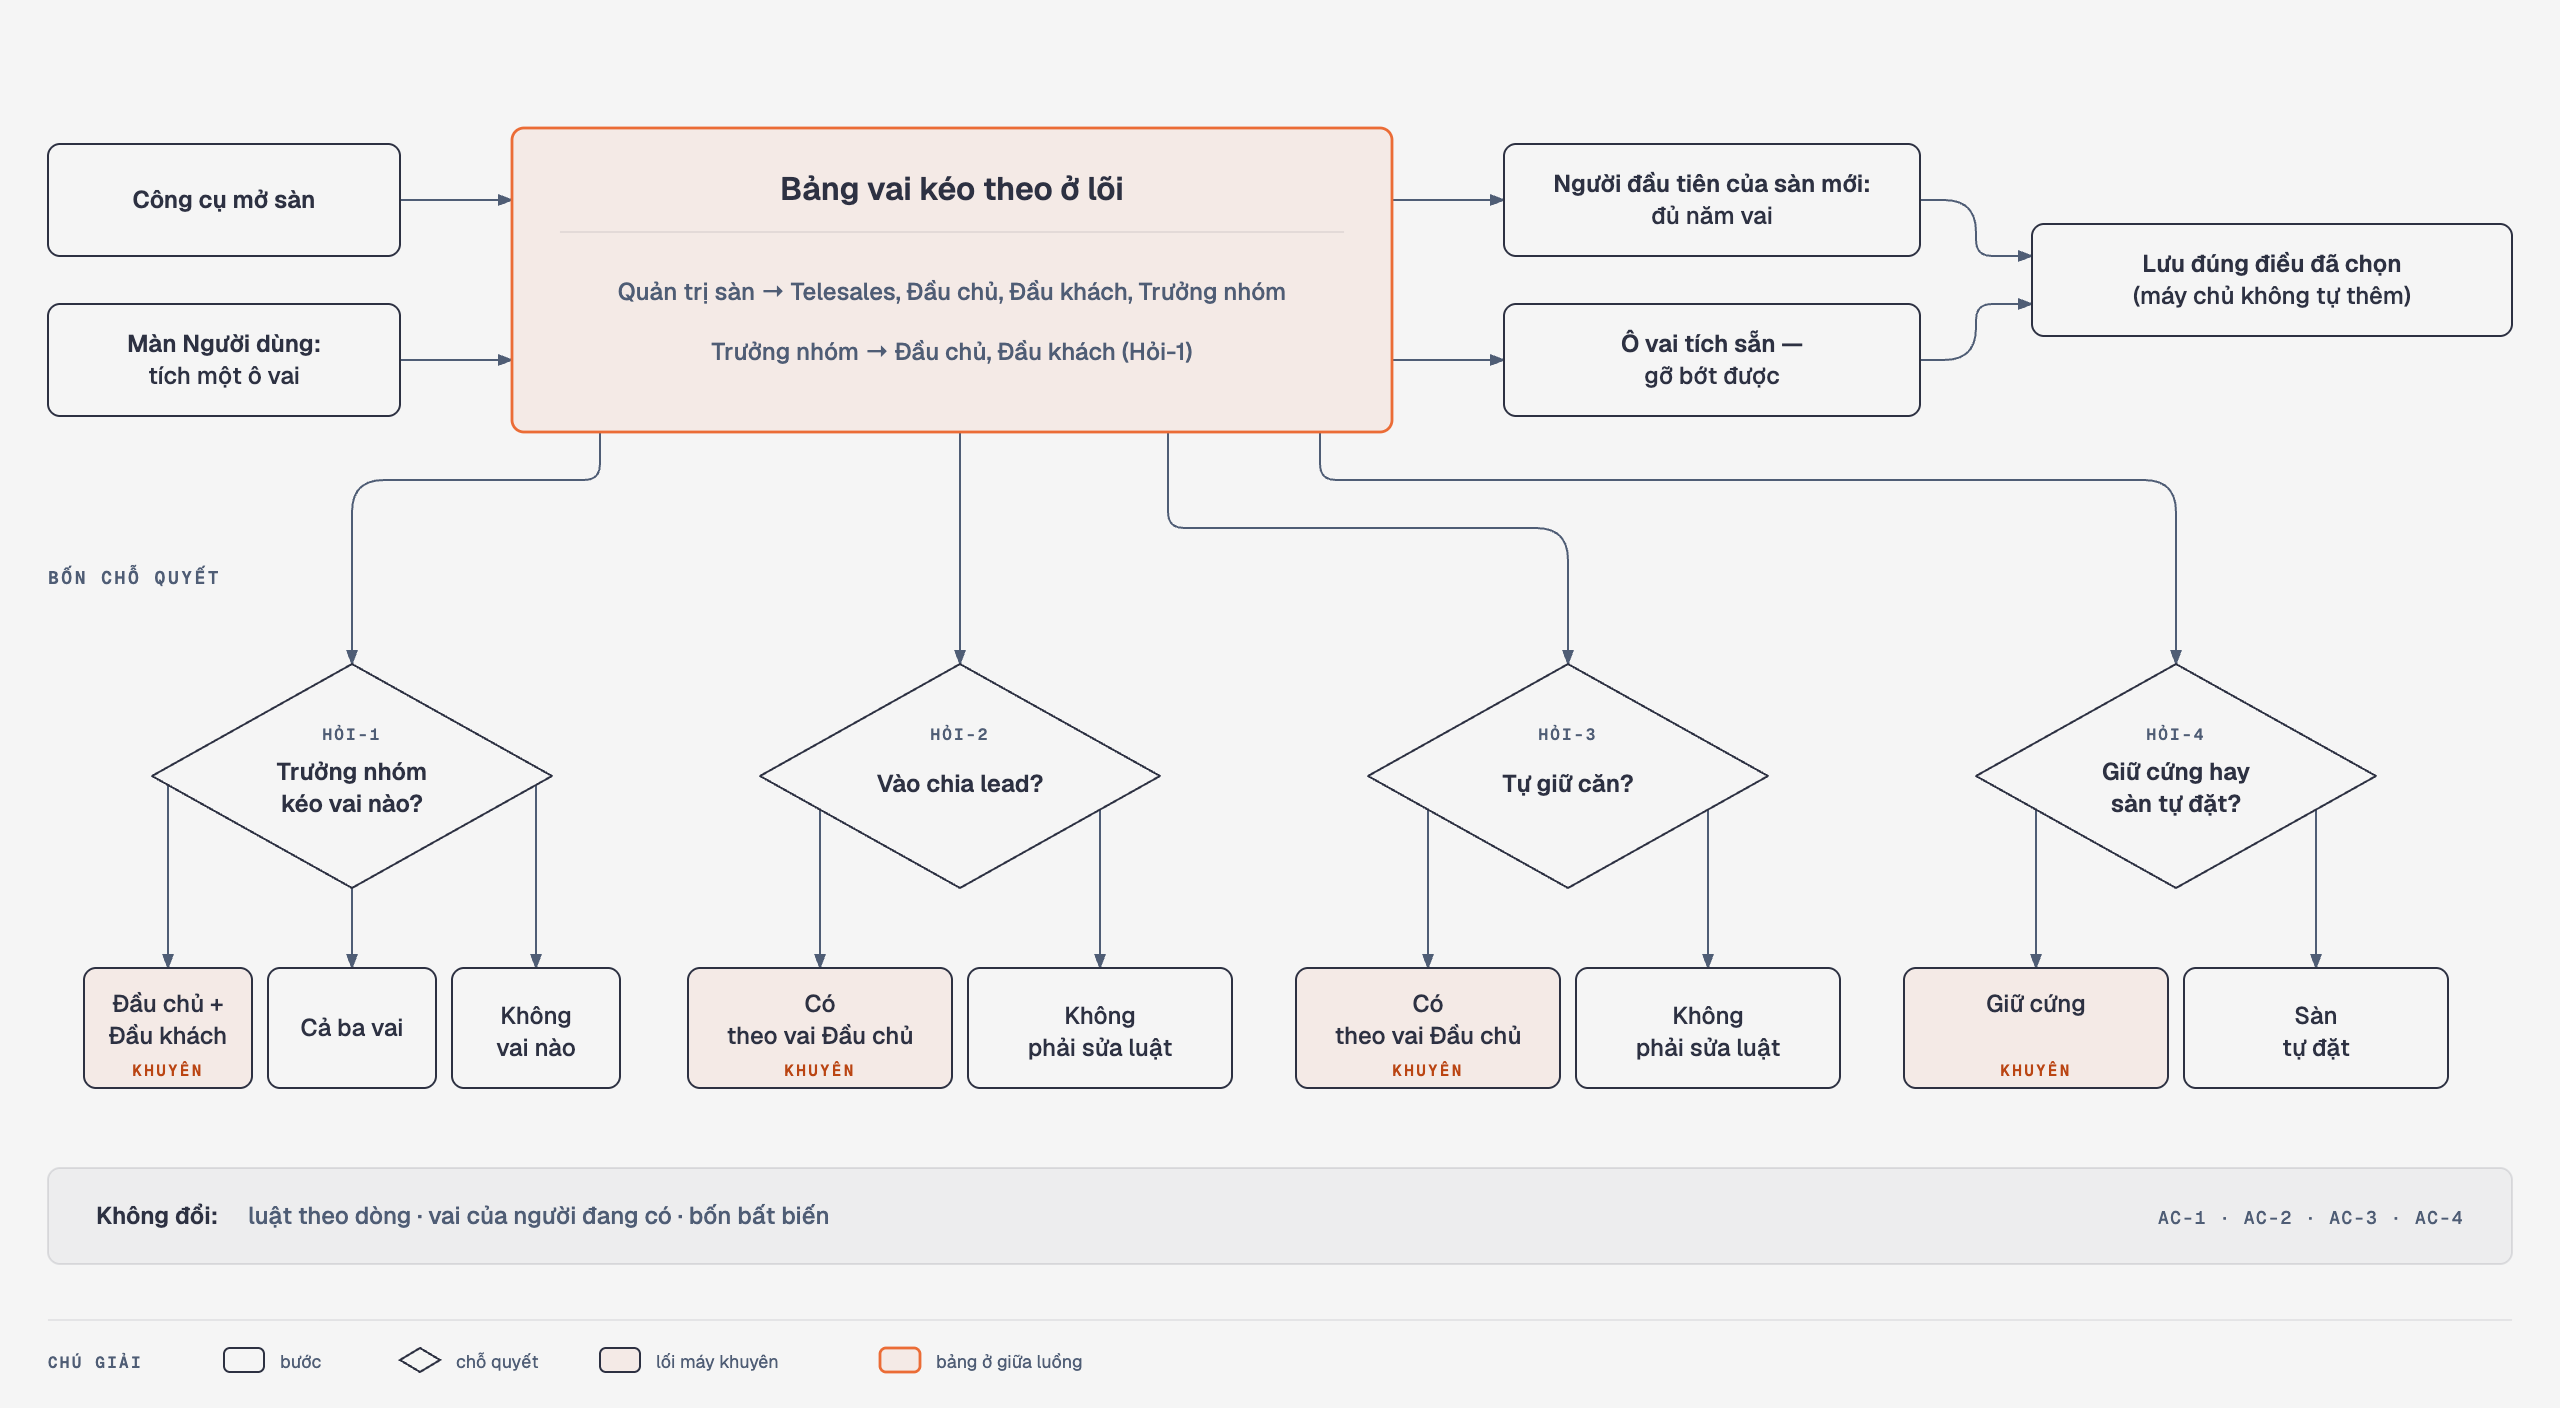 Công cụ mở sàn
Màn Người dùng:
tích một ô vai
Bảng vai kéo theo ở lõi
Quản trị sàn → Telesales, Đầu chủ, Đầu khách, Trưởng nhóm
Trưởng nhóm → Đầu chủ, Đầu khách (Hỏi-1)
Người đầu tiên của sàn mới:
đủ năm vai
Ô vai tích sẵn —
gỡ bớt được
Lưu đúng điều đã chọn
(máy chủ không tự thêm)
BỐN CHỖ QUYẾT
HỎI-1
Trưởng nhóm
kéo vai nào?
HỎI-2
Vào chia lead?
HỎI-3
Tự giữ căn?
HỎI-4
Giữ cứng hay
sàn tự đặt?
Đầu chủ +
Đầu khách
KHUYÊN
Cả ba vai
Không
vai nào
Có
theo vai Đầu chủ
KHUYÊN
Không
phải sửa luật
Có
theo vai Đầu chủ
KHUYÊN
Không
phải sửa luật
Giữ cứng
KHUYÊN
Sàn
tự đặt
Không đổi: luật theo dòng · vai của người đang có · bốn bất biến
AC-1 · AC-2 · AC-3 · AC-4
CHÚ GIẢI
bước
chỗ quyết
lối máy khuyên
bảng ở giữa luồng